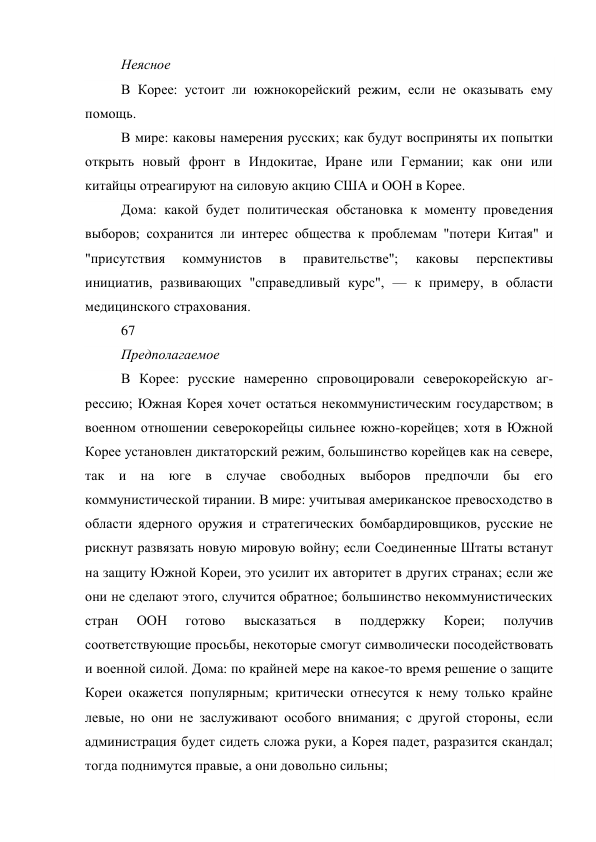 Неясное
В Корее: устоит ли южнокорейский режим, если не оказывать ему
помощь.
В мире: каковы намерения русских; как будут восприняты их попытки
открыть новый фронт в Индокитае, Иране или Германии; как они или
китайцы отреагируют на силовую акцию США и ООН в Корее.
Дома: какой будет политическая обстановка к моменту проведения
выборов; сохранится ли интерес общества к проблемам "потери Китая" и
"присутствия коммунистов в правительстве"; каковы перспективы
инициатив, развивающих "справедливый курс", — к примеру, в области
медицинского страхования.
67
Предполагаемое
В Корее: русские намеренно спровоцировали северокорейскую аг-
рессию; Южная Корея хочет остаться некоммунистическим государством; в
военном отношении северокорейцы сильнее южно-корейцев; хотя в Южной
Корее установлен диктаторский режим, большинство корейцев как на севере,
так и на юге в случае свободных выборов предпочли бы его
коммунистической тирании. В мире: учитывая американское превосходство в
области ядерного оружия и стратегических бомбардировщиков, русские не
рискнут развязать новую мировую войну; если Соединенные Штаты встанут
на защиту Южной Кореи, это усилит их авторитет в других странах; если же
они не сделают этого, случится обратное; большинство некоммунистических
стран ООН готово высказаться в поддержку Кореи; получив
соответствующие просьбы, некоторые смогут символически посодействовать
и военной силой. Дома: по крайней мере на какое-то время решение о защите
Кореи окажется популярным; критически отнесутся к нему только крайне
левые, но они не заслуживают особого внимания; с другой стороны, если
администрация будет сидеть сложа руки, а Корея падет, разразится скандал;
тогда поднимутся правые, а они довольно сильны;